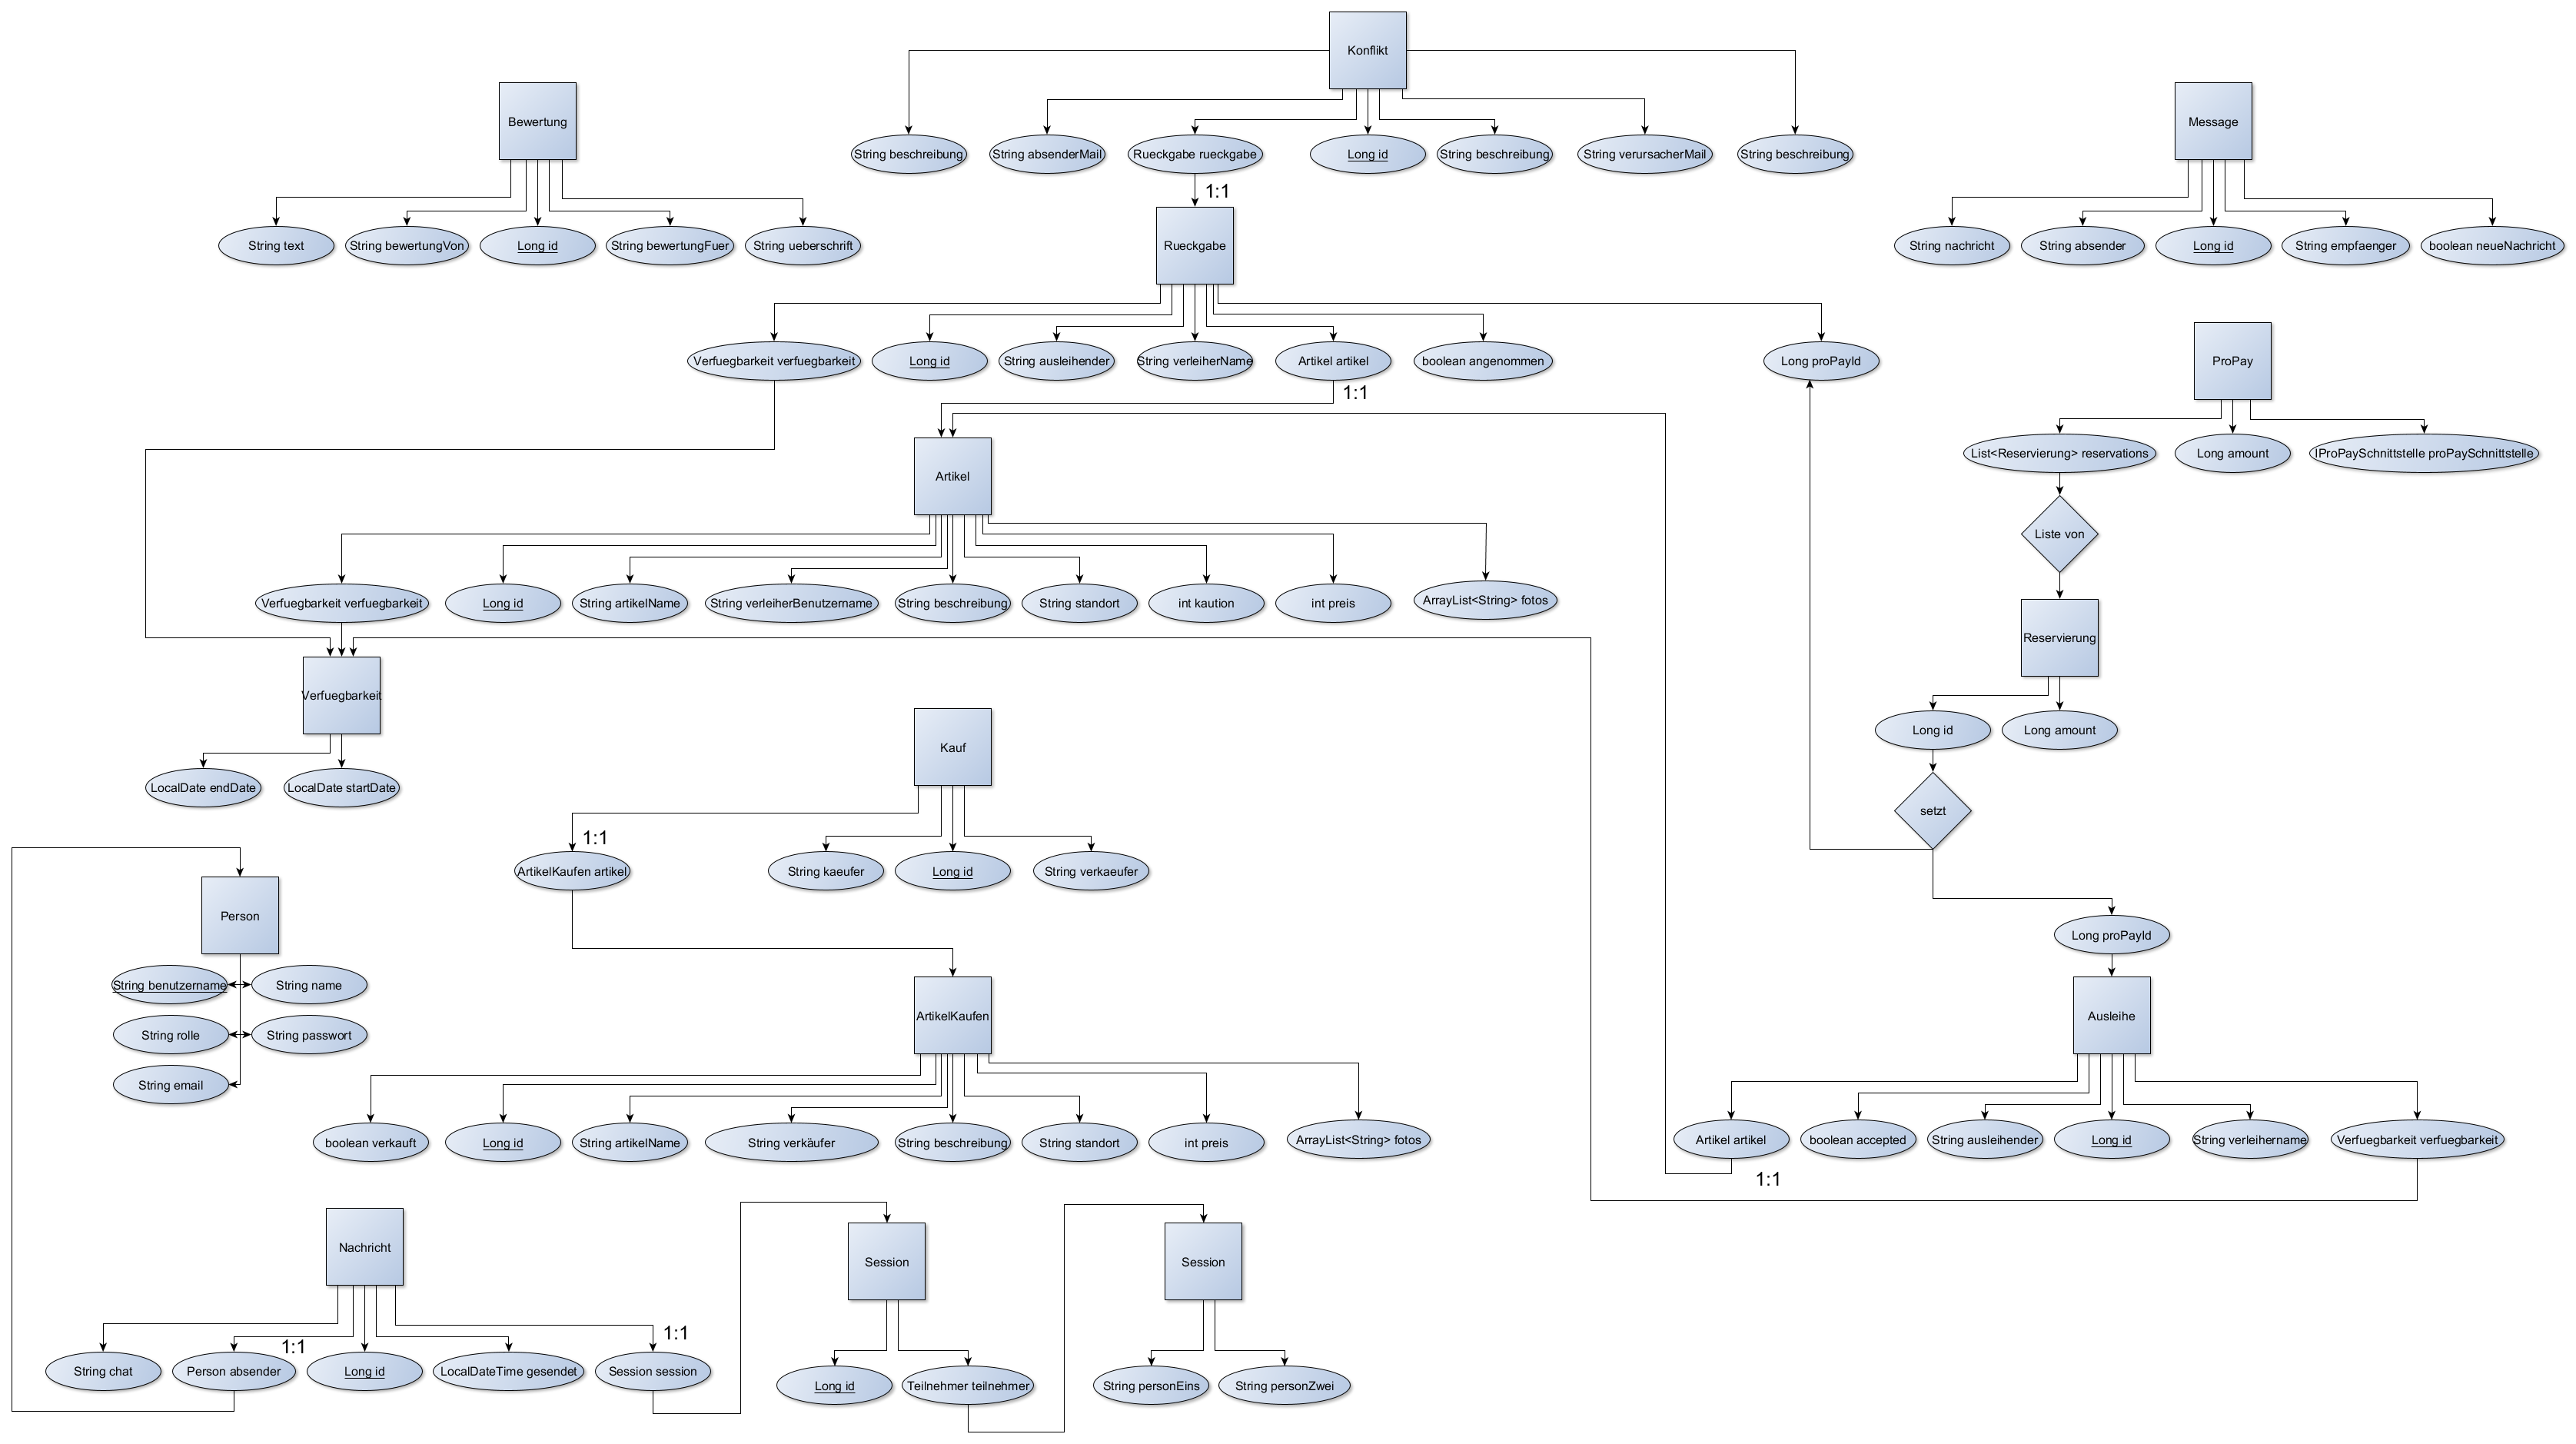 Konflikt
Bewertung
Message
String beschreibung
String absenderMail
Rueckgabe rueckgabe
Long id
String beschreibung
String verursacherMail
String beschreibung
1:1
String text
String bewertungVon
Long id
String bewertungFuer
String ueberschrift
Rueckgabe
String nachricht
String absender
Long id
String empfaenger
boolean neueNachricht
Verfuegbarkeit verfuegbarkeit
Long id
String ausleihender
String verleiherName
Artikel artikel
boolean angenommen
Long proPayId
ProPay
1:1
Artikel
List<Reservierung> reservations
Long amount
IProPaySchnittstelle proPaySchnittstelle
Liste von
Verfuegbarkeit verfuegbarkeit
Long id
String artikelName
String verleiherBenutzername
String beschreibung
String standort
int kaution
int preis
ArrayList<String> fotos
Reservierung
Verfuegbarkeit
Long id
Long amount
Kauf
LocalDate endDate
LocalDate startDate
setzt
1:1
ArtikelKaufen artikel
String kaeufer
Long id
String verkaeufer
Person
Long proPayId
String benutzername
String name
ArtikelKaufen
Ausleihe
String rolle
String passwort
String email
boolean verkauft
Long id
String artikelName
String verkäufer
String beschreibung
String standort
int preis
ArrayList<String> fotos
Artikel artikel
boolean accepted
String ausleihender
Long id
String verleihername
Verfuegbarkeit verfuegbarkeit
1:1
Nachricht
Session
Session
1:1
1:1
String chat
Person absender
Long id
LocalDateTime gesendet
Session session
Long id
Teilnehmer teilnehmer
String personEins
String personZwei